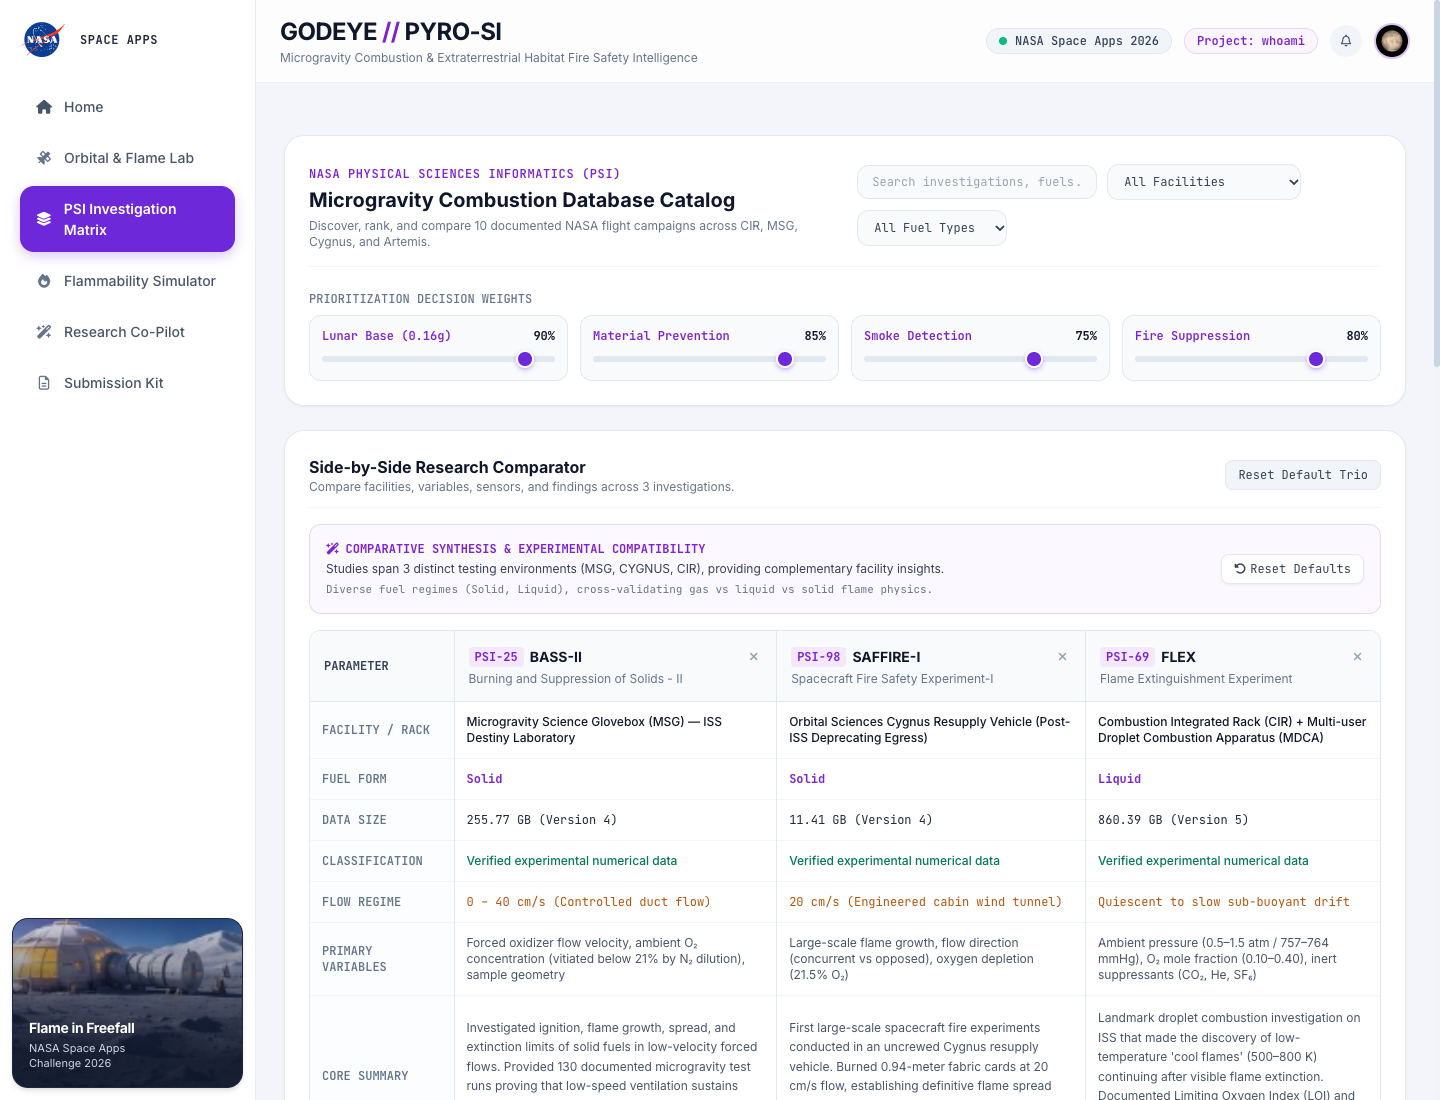 NASA
SPACE APPS
Home
Orbital & Flame Lab
PSI Investigation
Matrix
Flammability Simulator
Research Co-Pilot
Submission Kit
Flame in Freefall
NASA Space Apps
Challenge 2026
GODEYE // PYRO-SI
Microgravity Combustion & Extraterrestrial Habitat Fire Safety Intelligence
NASA Space Apps 2026
Project: whoami
NASA PHYSICAL SCIENCES INFORMATICS (PSI)
Microgravity Combustion Database Catalog
Discover, rank, and compare 10 documented NASA flight campaigns across CIR, MSG,
Cygnus, and Artemis.
Search investigations, fuels.
All Facilities
All Fuel Types
PRIORITIZATION DECISION WEIGHTS
Lunar Base (0.16g) 90%
Material Prevention 85%
Smoke Detection 75%
Fire Suppression 80%
Side-by-Side Research Comparator
Compare facilities, variables, sensors, and findings across 3 investigations.
Reset Default Trio
COMPARATIVE SYNTHESIS & EXPERIMENTAL COMPATIBILITY
Studies span 3 distinct testing environments (MSG, CYGNUS, CIR), providing complementary facility insights.
Diverse fuel regimes (Solid, Liquid), cross-validating gas vs liquid vs solid flame physics.
Reset Defaults
PARAMETER
PSI-25 BASS-II ×
Burning and Suppression of Solids - II
PSI-98 SAFFIRE-I ×
Spacecraft Fire Safety Experiment-I
PSI-69 FLEX ×
Flame Extinguishment Experiment
FACILITY / RACK
Microgravity Science Glovebox (MSG) — ISS
Destiny Laboratory
Orbital Sciences Cygnus Resupply Vehicle (Post-
ISS Deprecating Egress)
Combustion Integrated Rack (CIR) + Multi-user
Droplet Combustion Apparatus (MDCA)
FUEL FORM
Solid
Solid
Liquid
DATA SIZE
255.77 GB (Version 4)
11.41 GB (Version 4)
860.39 GB (Version 5)
CLASSIFICATION
Verified experimental numerical data
Verified experimental numerical data
Verified experimental numerical data
FLOW REGIME
0 – 40 cm/s (Controlled duct flow)
20 cm/s (Engineered cabin wind tunnel)
Quiescent to slow sub-buoyant drift
PRIMARY
VARIABLES
Forced oxidizer flow velocity, ambient O₂
concentration (vitiated below 21% by N₂ dilution),
sample geometry
Large-scale flame growth, flow direction
(concurrent vs opposed), oxygen depletion
(21.5% O₂)
Ambient pressure (0.5–1.5 atm / 757–764
mmHg), O₂ mole fraction (0.10–0.40), inert
suppressants (CO₂, He, SF₆)
CORE SUMMARY
Investigated ignition, flame growth, spread, and
extinction limits of solid fuels in low-velocity forced
flows. Provided 130 documented microgravity test
runs proving that low-speed ventilation sustains
First large-scale spacecraft fire experiments
conducted in an uncrewed Cygnus resupply
vehicle. Burned 0.94-meter fabric cards at 20
cm/s flow, establishing definitive flame spread
Landmark droplet combustion investigation on
ISS that made the discovery of low-
temperature 'cool flames' (500–800 K)
continuing after visible flame extinction.
Documented Limiting Oxygen Index (LOI) and